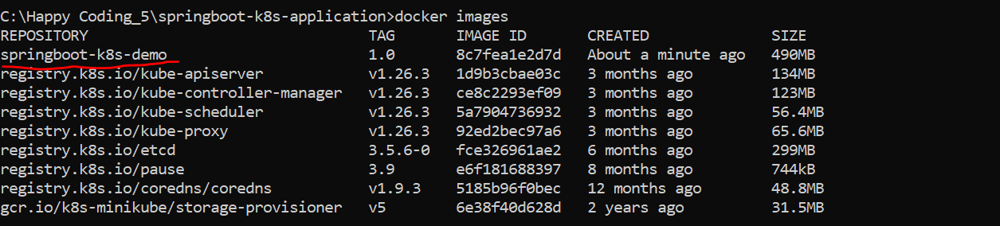 C:\Happy Coding_5\springboot-k8s-application>docker images
REPOSITORY TAG IMAGE ID CREATED SIZE
springboot-k8s-demo 1.0 8c7fea1e2d7d About a minute ago 490MB
registry.k8s.io/kube-apiserver v1.26.3 1d9b3cbae03c 3 months ago 134MB
registry.k8s.io/kube-controller-manager v1.26.3 ce8c2293ef09 3 months ago 123MB
registry.k8s.io/kube-scheduler v1.26.3 5a7904736932 3 months ago 56.4MB
registry.k8s.io/kube-proxy v1.26.3 92ed2bec97a6 3 months ago 65.6MB
registry.k8s.io/etcd 3.5.6-0 fce326961ae2 6 months ago 299MB
registry.k8s.io/pause 3.9 e6f181688397 8 months ago 744kB
registry.k8s.io/coredns/coredns v1.9.3 5185b96f0bec 12 months ago 48.8MB
gcr.io/k8s-minikube/storage-provisioner v5 6e38f40d628d 2 years ago 31.5MB